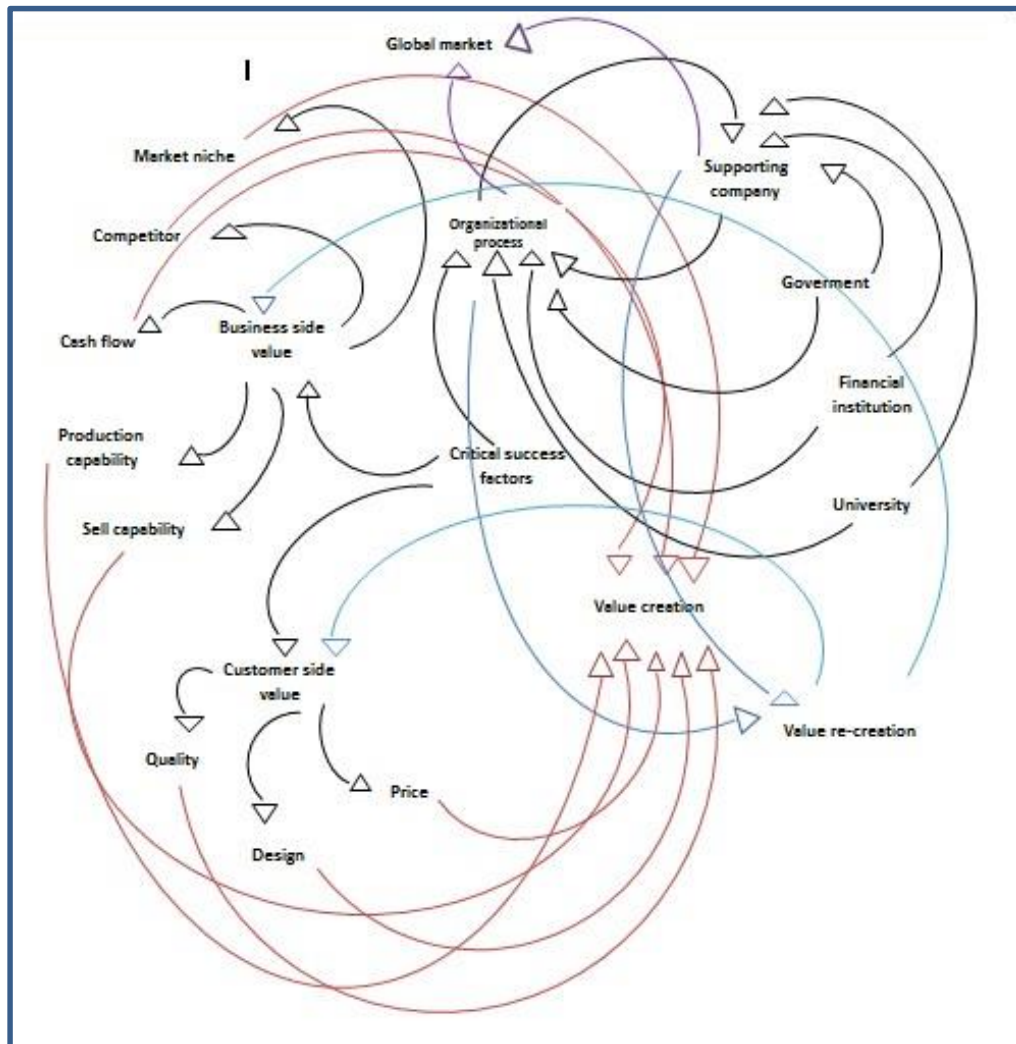 Global market
I
Market niche
Supporting
company
Competitor
Organizational
process
Goverment
Business side
value
Cash flow
Financial
institution
Production
capability
Critical success
factors
University
Sell capability
Value creation
Customer side
value
Value re-creation
Quality
Price
Design